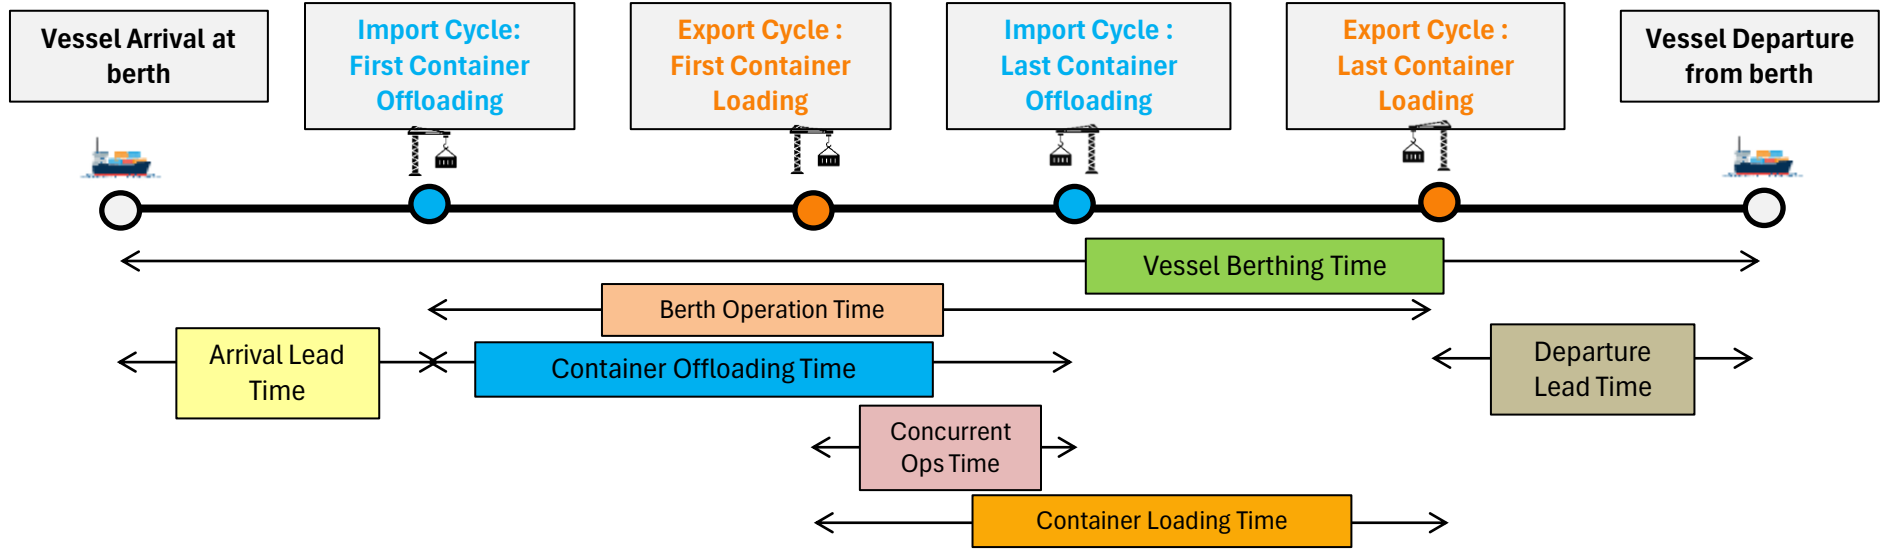 Vessel Arrival at
berth
Import Cycle:
First Container
Offloading
Export Cycle :
First Container
Loading
Import Cycle :
Last Container
Offloading
Export Cycle :
Last Container
Loading
Vessel Departure
from berth
Vessel Berthing Time
Berth Operation Time
Arrival Lead
Time
Container Offloading Time
Departure
Lead Time
Concurrent
Ops Time
Container Loading Time